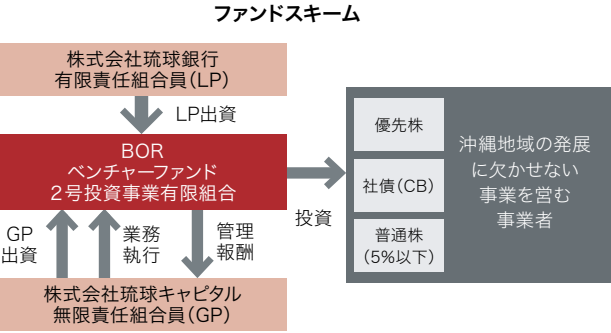 ファンドスキーム
株式会社琉球銀行
有限責任組合員(LP)
LP出資
BOR
ベンチャーファンド
2号投資事業有限組合
投資
優先株
社債(CB)
普通株
(5%以下)
沖縄地域の発展
に欠かせない
事業を営む
事業者
GP
出資
業務
執行
管理
報酬
株式会社琉球キャピタル
無限責任組合員(GP)